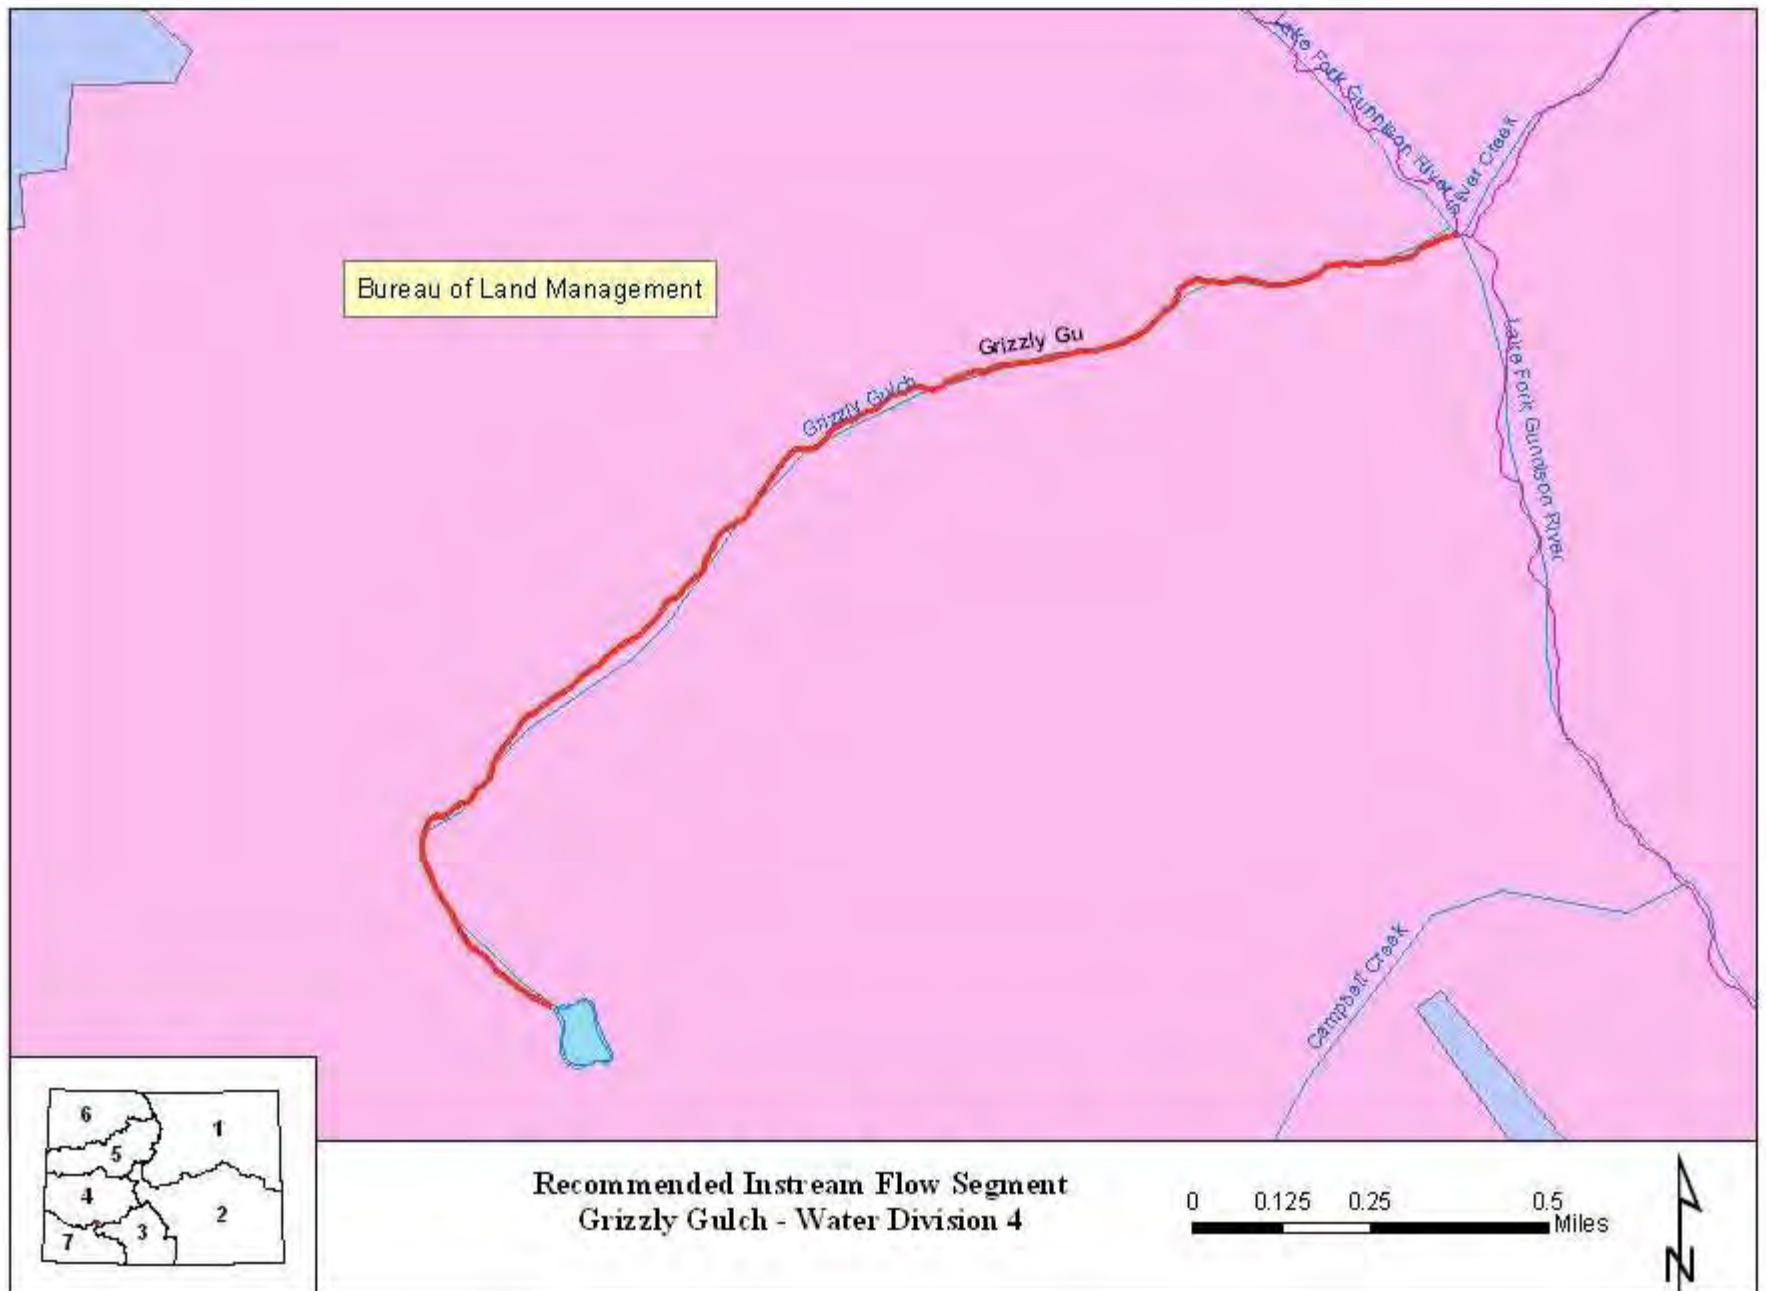 Lake Fork Gunnison River
Silver Creek
Bureau of Land Management
Grizzly Gu
Grizzly Gulch
Lake Fork Gunnison River
Campbell Creek
6
1
5
4
2
3
7
Recommended Instream Flow Segment
Grizzly Gulch - Water Division 4
0 0.125 0.25 0.5
Miles
N